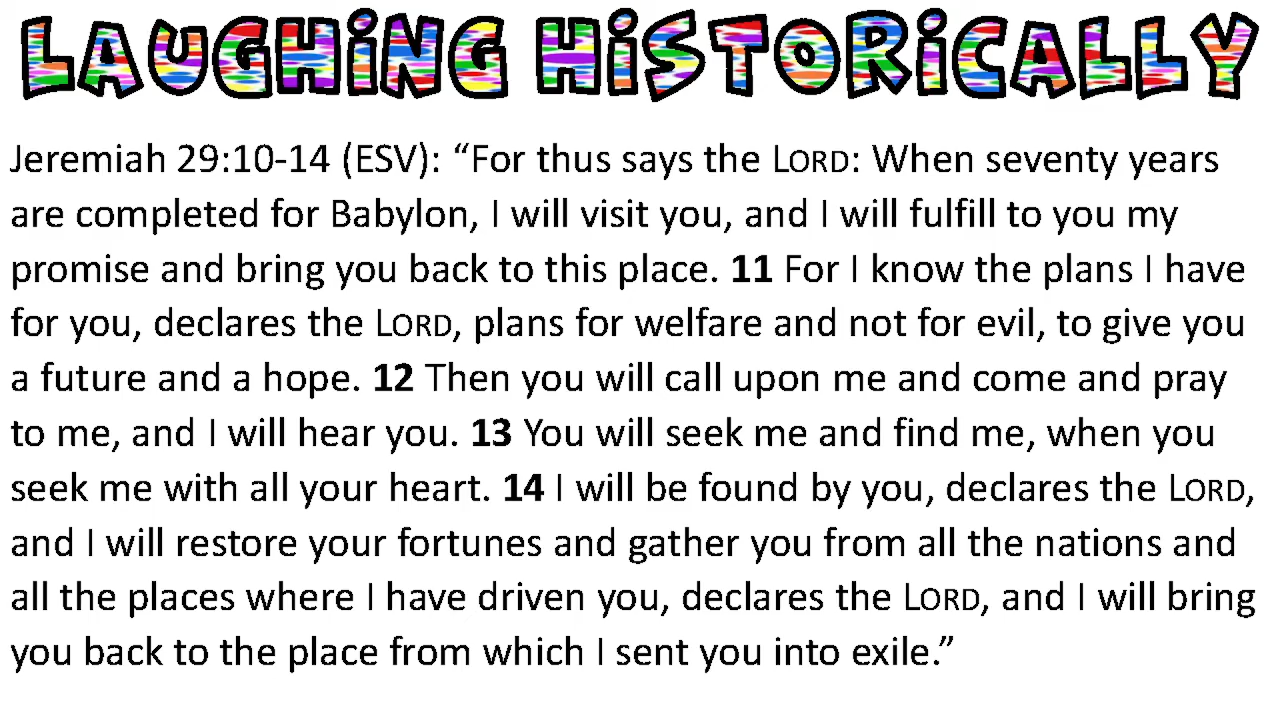 LAUGHiNG HiSTORiCALLY
Jeremiah 29:10-14 (ESV): “For thus says the LORD: When seventy years
are completed for Babylon, I will visit you, and I will fulfill to you my
promise and bring you back to this place. 11 For I know the plans I have
for you, declares the LORD, plans for welfare and not for evil, to give you
a future and a hope. 12 Then you will call upon me and come and pray
to me, and I will hear you. 13 You will seek me and find me, when you
seek me with all your heart. 14 I will be found by you, declares the LORD,
and I will restore your fortunes and gather you from all the nations and
all the places where I have driven you, declares the LORD, and I will bring
you back to the place from which I sent you into exile.”